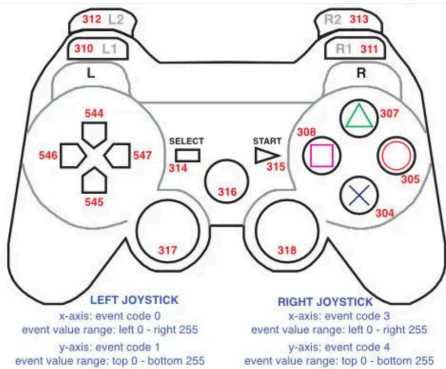 312 L2
R2 313
310 L1
R1 311
L
R
544
307
SELECT
START
308
546
547
314
315
305
316
545
304
317
318
LEFT JOYSTICK
x-axis: event code 0
event value range: left 0 - right 255
y-axis: event code 1
event value range: top 0 - bottom 255
RIGHT JOYSTICK
x-axis: event code 3
event value range: left 0 - right 255
y-axis: event code 4
event value range: top 0 - bottom 255